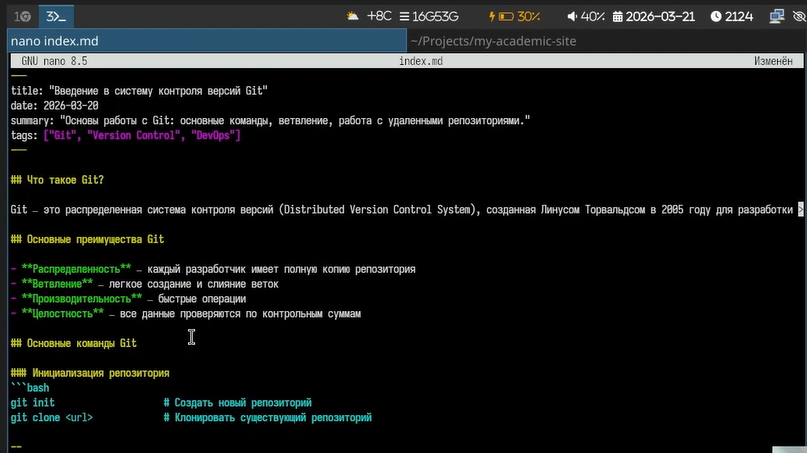 1 3 +8C 16G53G 30% 40% 2026-03-21 2124
nano index.md ~/Projects/my-academic-site
GNU nano 8.5 index.md Изменён
---
title: "Введение в систему контроля версий Git"
date: 2026-03-20
summary: "Основы работы с Git: основные команды, ветвление, работа с удаленными репозиториями."
tags: ["Git", "Version Control", "DevOps"]
---
## Что такое Git?
Git — это распределенная система контроля версий (Distributed Version Control System), созданная Линусом Торвальдсом в 2005 году для разработки >
## Основные преимущества Git
- **Распределенность** — каждый разработчик имеет полную копию репозитория
- **Ветвление** — легкое создание и слияние веток
- **Производительность** — быстрые операции
- **Целостность** — все данные проверяются по контрольным суммам
## Основные команды Git
### Инициализация репозитория
```bash
git init # Создать новый репозиторий
git clone <url> # Клонировать существующий репозиторий
--